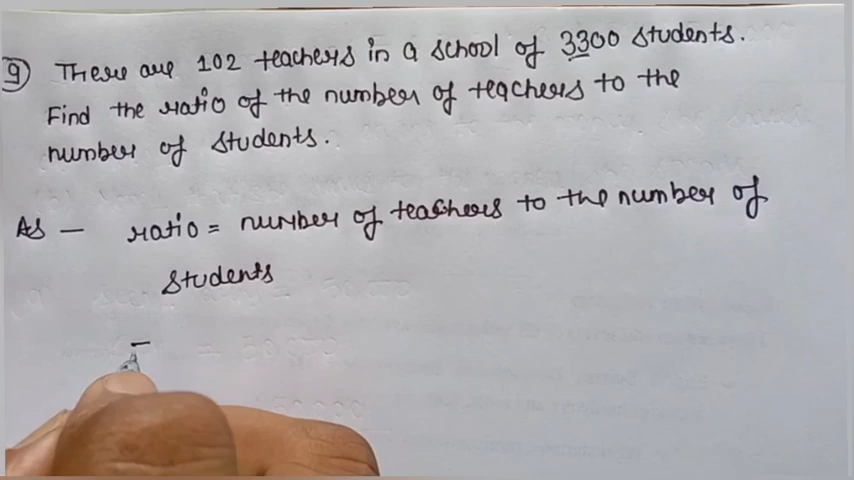 9 There are 102 teachers in a school of 3300 students.
Find the ratio of the number of teachers to the
number of students.
As - ratio = number of teachers to the number of
students